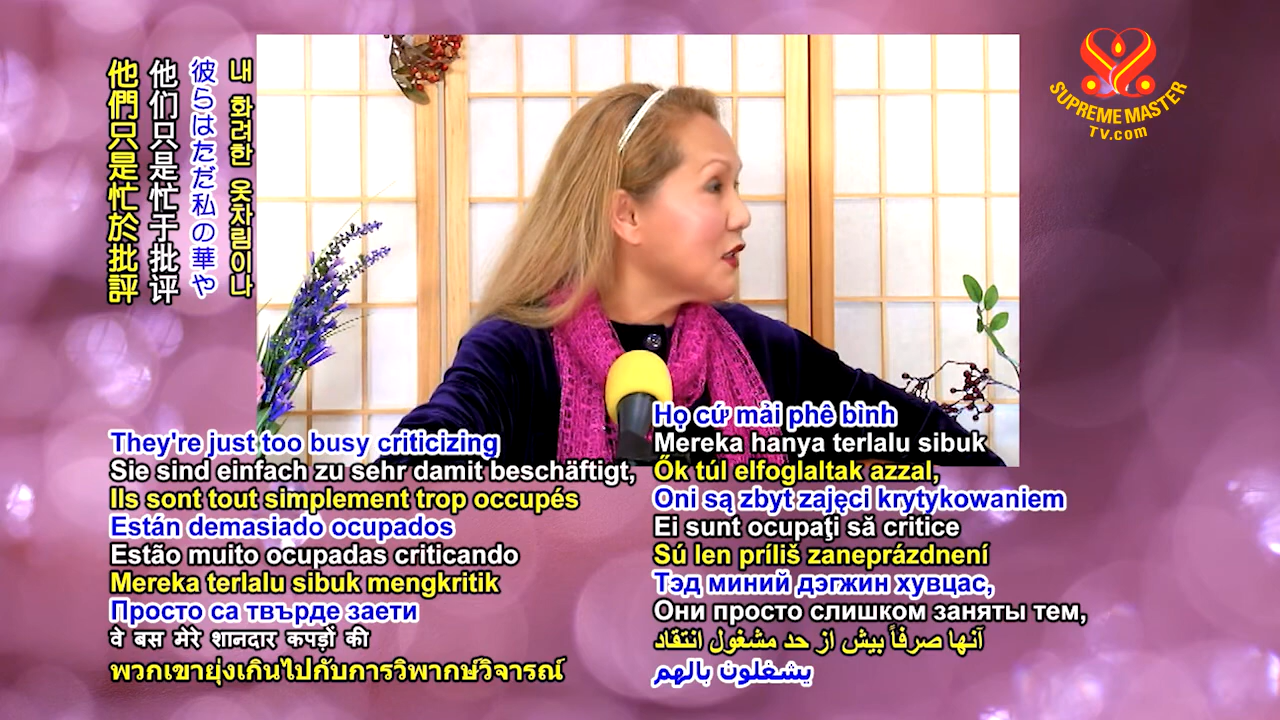 他們只是忙於批評
他们只是忙于批评
彼らはただ私の華や
내 화려한 옷차림이나
SUPREME MASTER
TV.com
They're just too busy criticizing
Sie sind einfach zu sehr damit beschäftigt,
Ils sont tout simplement trop occupés
Están demasiado ocupados
Estão muito ocupadas criticando
Mereka terlalu sibuk mengkritik
Просто са твърде заети
वे बस मेरे शानदार कपड़ों की
พวกเขายุ่งเกินไปกับการวิพากษ์วิจารณ์
Họ cứ mải phê bình
Mereka hanya terlalu sibuk
Ők túl elfoglaltak azzal,
Oni są zbyt zajęci krytykowaniem
Ei sunt ocupaţi să critice
Sú len príliš zaneprázdnení
Тэд миний дэгжин хувцас,
Они просто слишком заняты тем,
آنها صرفاً بیش از حد مشغول انتقاد
يشغلون بالهم